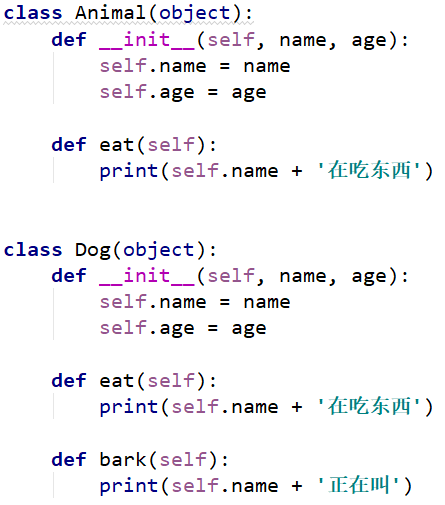 class Animal(object):
    def __init__(self, name, age):
        self.name = name
        self.age = age

    def eat(self):
        print(self.name + '在吃东西')


class Dog(object):
    def __init__(self, name, age):
        self.name = name
        self.age = age

    def eat(self):
        print(self.name + '在吃东西')

    def bark(self):
        print(self.name + '正在叫')